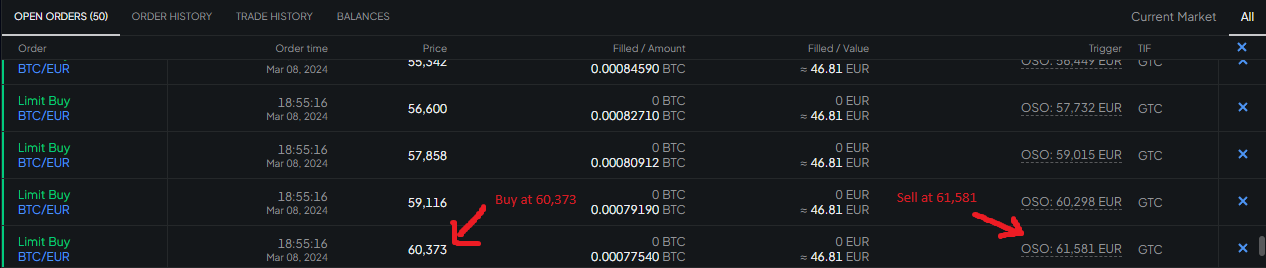 OPEN ORDERS (50) ORDER HISTORY TRADE HISTORY BALANCES Current Market All
Order Order time Price Filled / Amount Filled / Value Trigger TIF ✕
BTC/EUR Mar 08, 2024 55,342 0.00084590 BTC ≈ 46.81 EUR OSO: 56,449 EUR GTC ✕
Limit Buy 18:55:16 0 BTC 0 EUR
BTC/EUR Mar 08, 2024 56,600 0.00082710 BTC ≈ 46.81 EUR OSO: 57,732 EUR GTC ✕
Limit Buy 18:55:16 0 BTC 0 EUR
BTC/EUR Mar 08, 2024 57,858 0.00080912 BTC ≈ 46.81 EUR OSO: 59,015 EUR GTC ✕
Limit Buy 18:55:16 0 BTC 0 EUR
BTC/EUR Mar 08, 2024 59,116 0.00079190 BTC ≈ 46.81 EUR OSO: 60,298 EUR GTC ✕
Buy at 60,373 Sell at 61,581
Limit Buy 18:55:16 0 BTC 0 EUR
BTC/EUR Mar 08, 2024 60,373 0.00077540 BTC ≈ 46.81 EUR OSO: 61,581 EUR GTC ✕